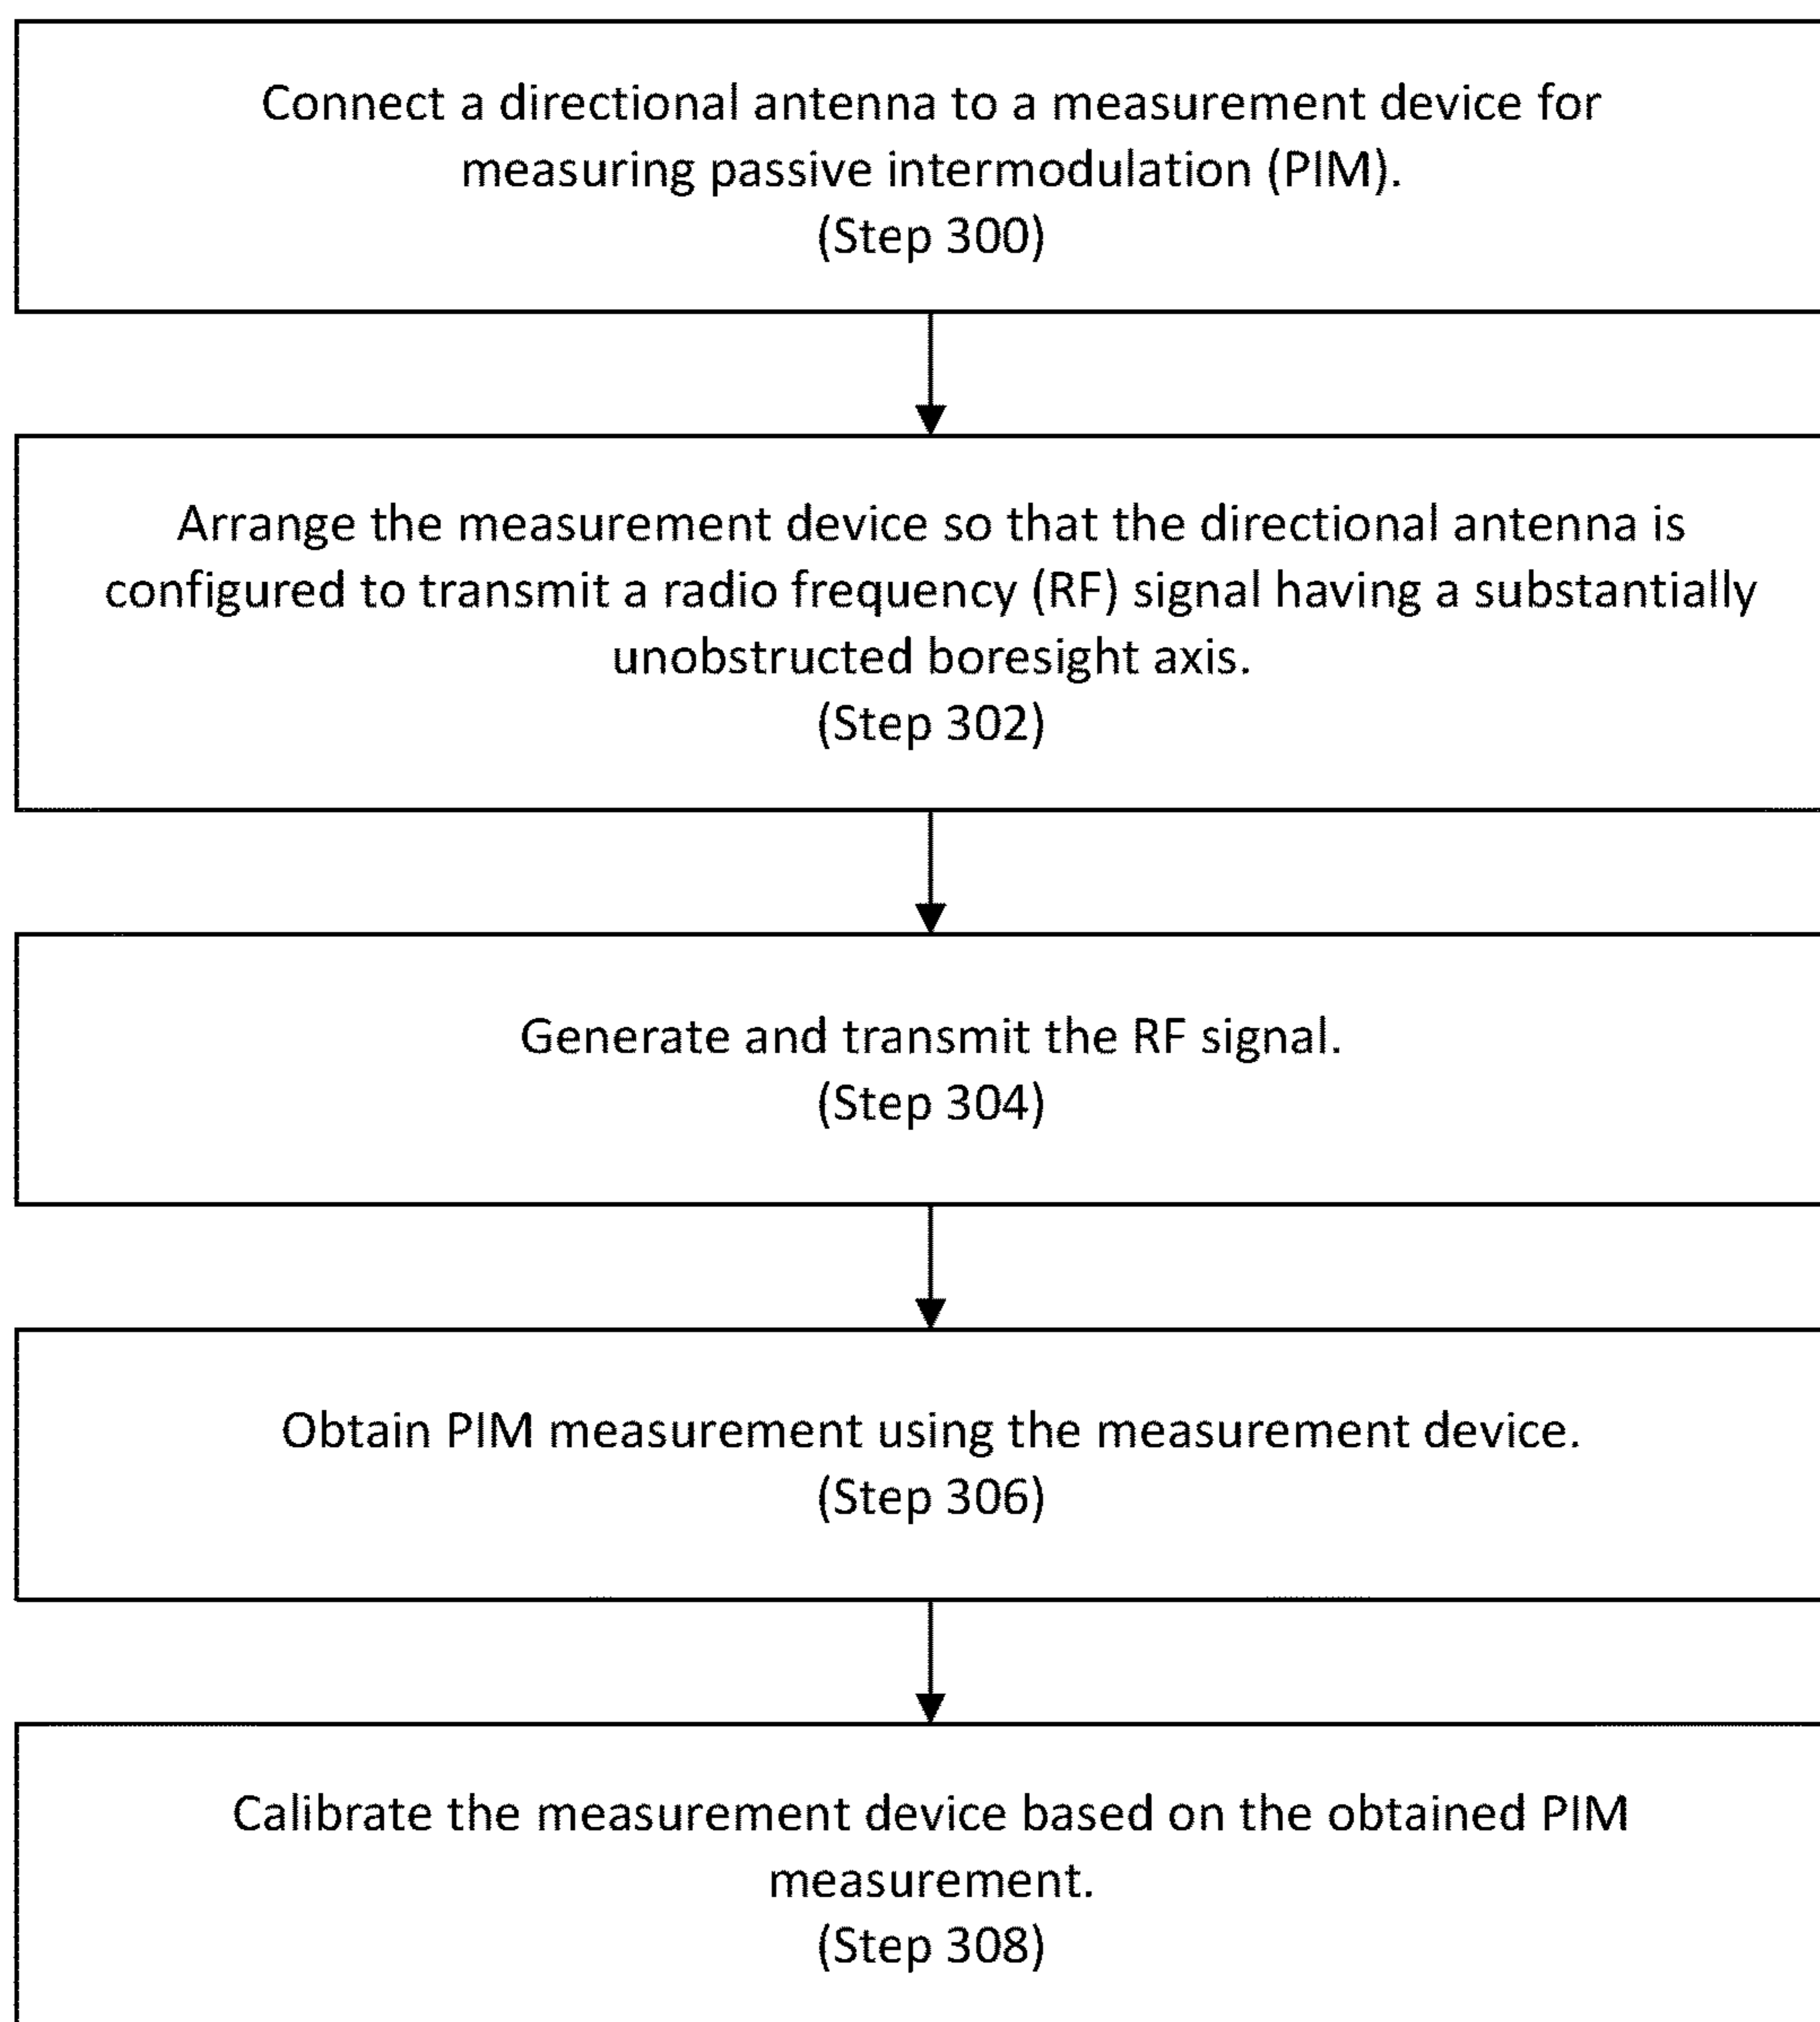 Connect a directional antenna to a measurement device for
measuring passive intermodulation (PIM).
(Step 300)
Arrange the measurement device so that the directional antenna is
configured to transmit a radio frequency (RF) signal having a substantially
unobstructed boresight axis.
(Step 302)
Generate and transmit the RF signal.
(Step 304)
Obtain PIM measurement using the measurement device.
(Step 306)
Calibrate the measurement device based on the obtained PIM
measurement.
(Step 308)